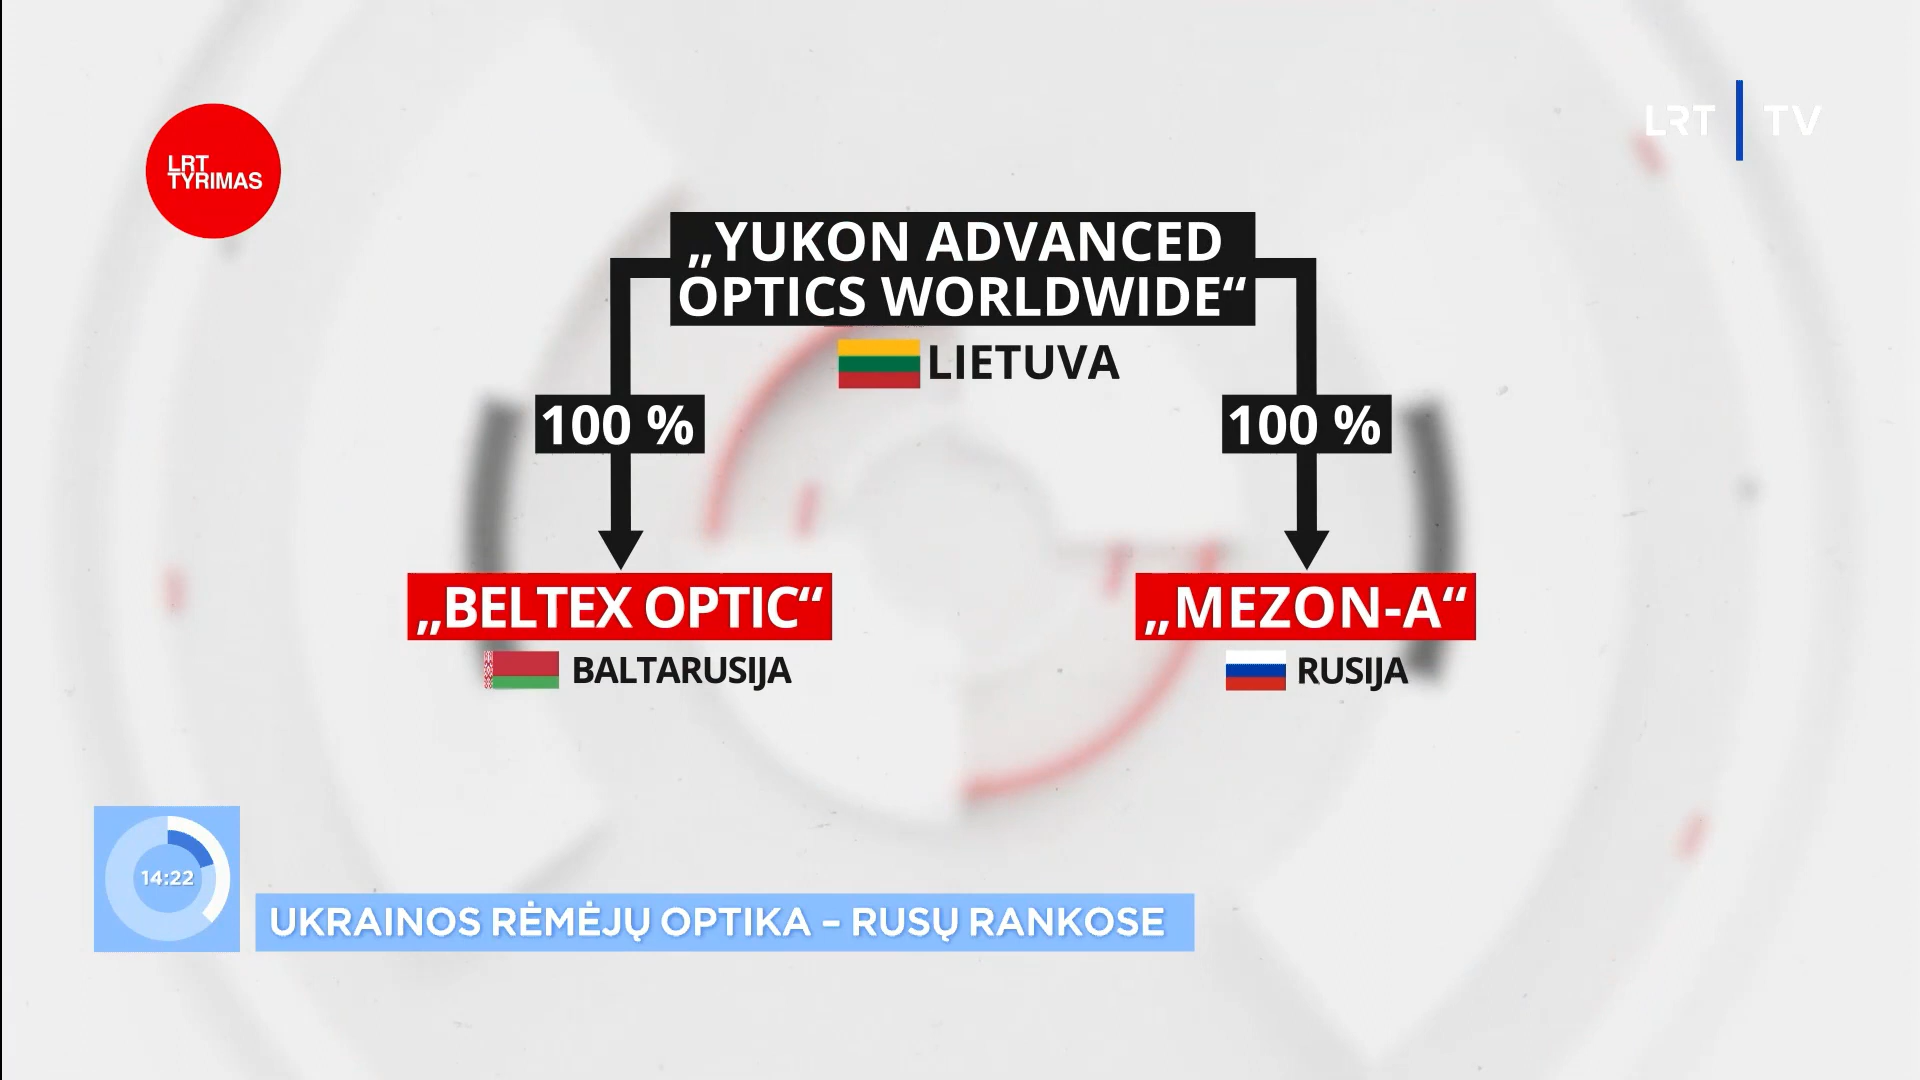 LRT
TYRIMAS
LRT | TV
„YUKON ADVANCED
OPTICS WORLDWIDE“
LIETUVA
100 %
100 %
„BELTEX OPTIC“
„MEZON-A“
BALTARUSIJA
RUSIJA
14:22
UKRAINOS RĖMĖJŲ OPTIKA – RUSŲ RANKOSE